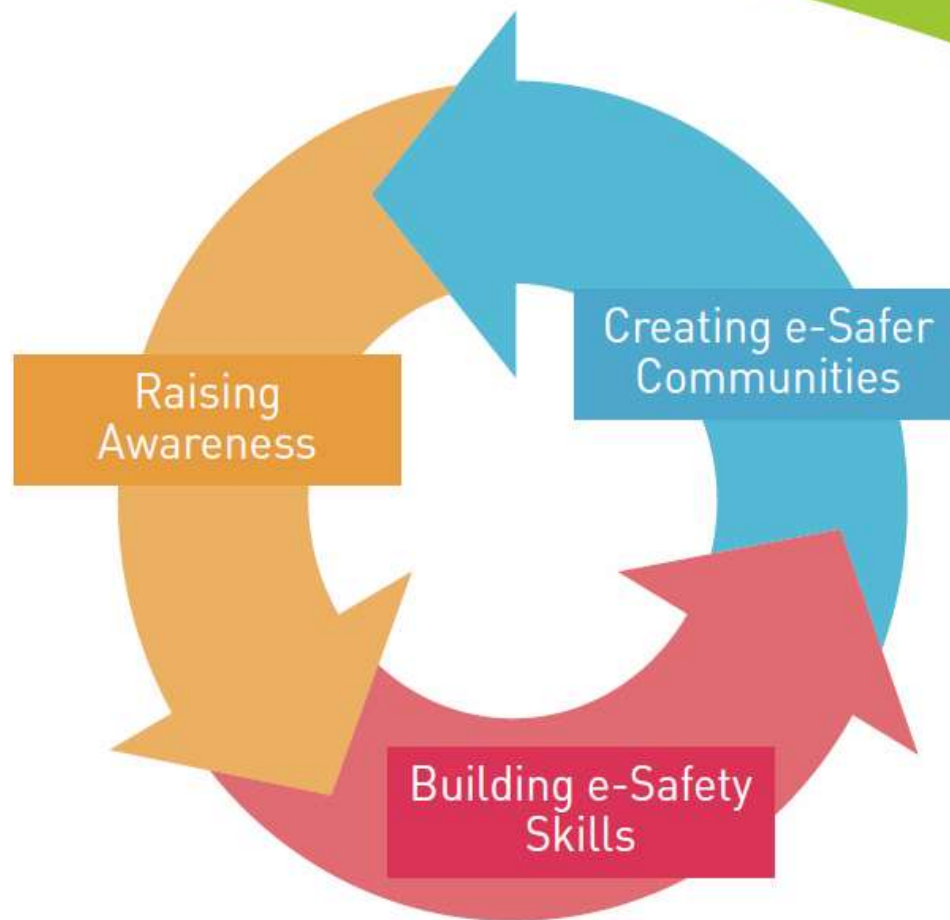 Creating e-Safer
Communities
Raising
Awareness
Building e-Safety
Skills